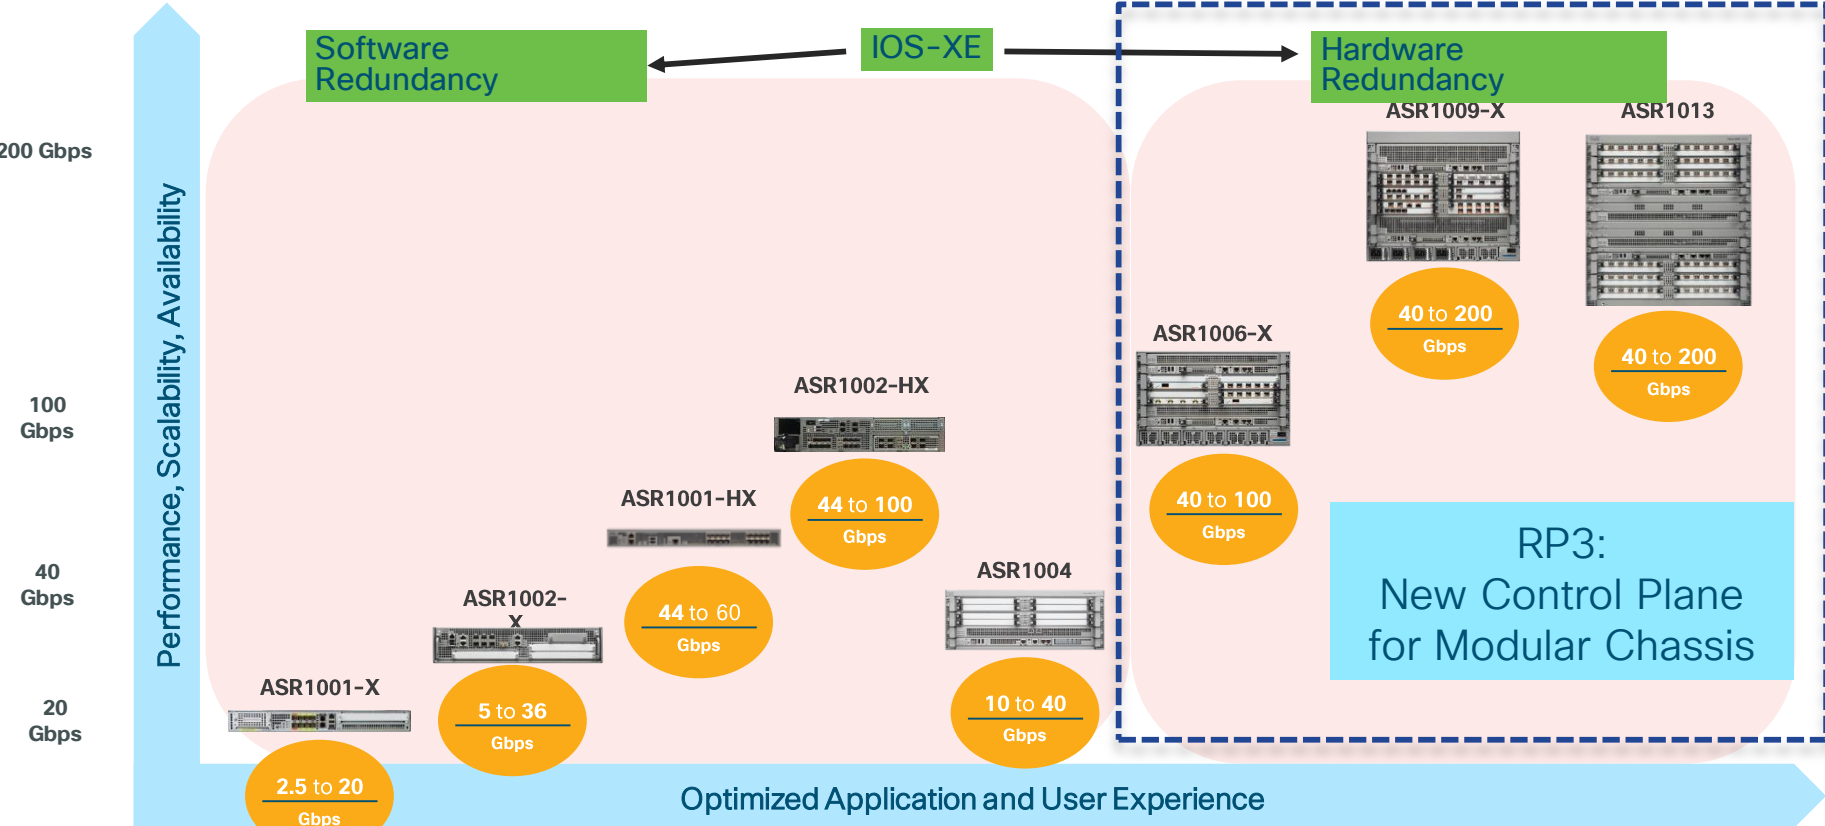 Software
Redundancy
IOS-XE
Hardware
Redundancy
ASR1009-X
ASR1013
200 Gbps
40 to 200
Gbps
40 to 200
Gbps
ASR1006-X
ASR1002-HX
100
Gbps
40 to 100
Gbps
44 to 100
Gbps
ASR1001-HX
RP3:
New Control Plane
for Modular Chassis
40
Gbps
ASR1004
ASR1002-
X
44 to 60
Gbps
10 to 40
Gbps
5 to 36
Gbps
ASR1001-X
20
Gbps
2.5 to 20
Gbps
Performance, Scalability, Availability
Optimized Application and User Experience